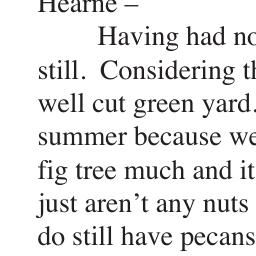 Hearne –
Having had no
still.  Considering th
well cut green yard.
summer because we
fig tree much and it
just aren’t any nuts
do still have pecans